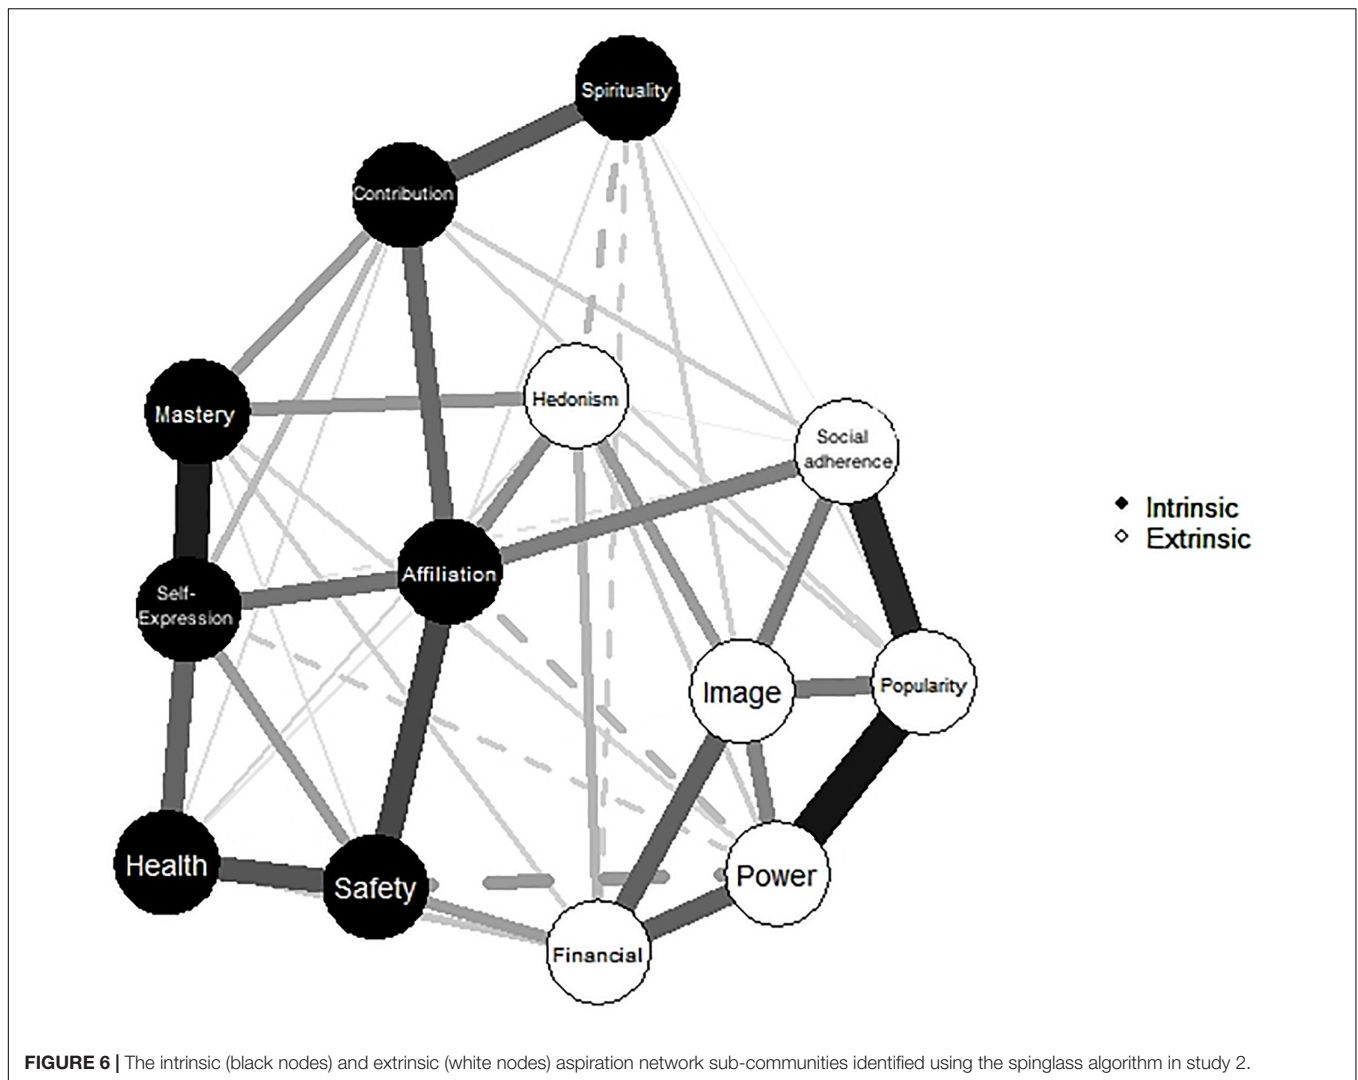 Spirituality
Contribution
Mastery
Hedonism
Social
adherence
Intrinsic
Extrinsic
Affiliation
Self-
Expression
Image
Popularity
Health
Safety
Power
Financial
FIGURE 6 | The intrinsic (black nodes) and extrinsic (white nodes) aspiration network sub-communities identified using the spinglass algorithm in study 2.